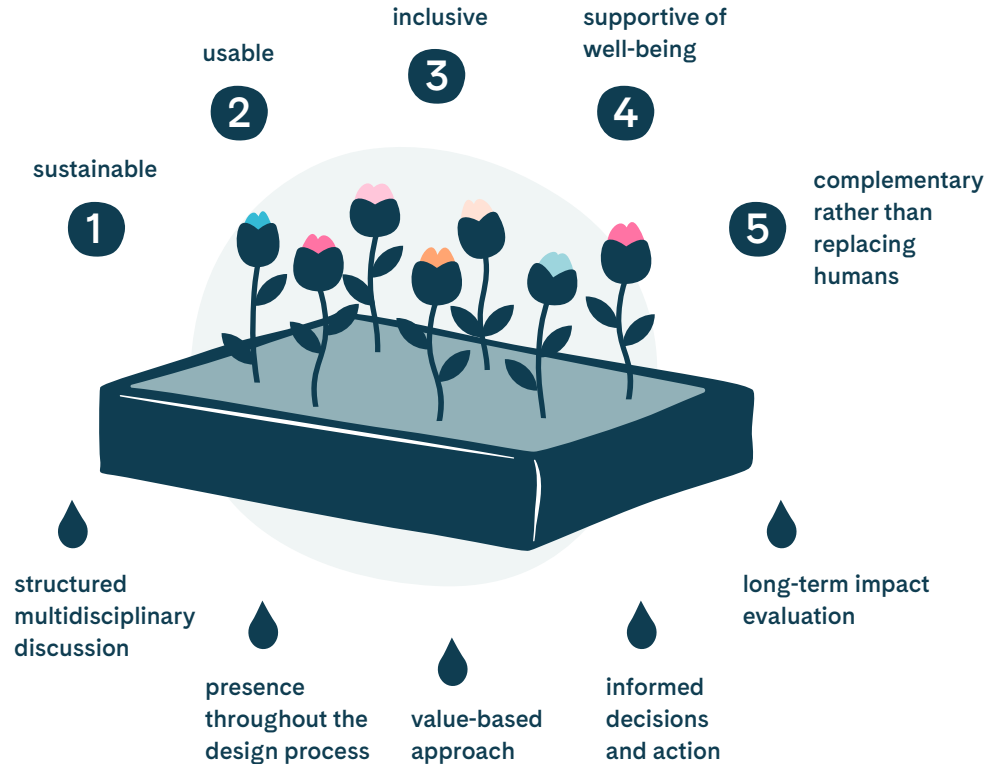 sustainable
1
usable
2
inclusive
3
supportive of
well-being
4
complementary
rather than
replacing
humans
5
structured
multidisciplinary
discussion
presence
throughout the
design process
value-based
approach
informed
decisions
and action
long-term impact
evaluation